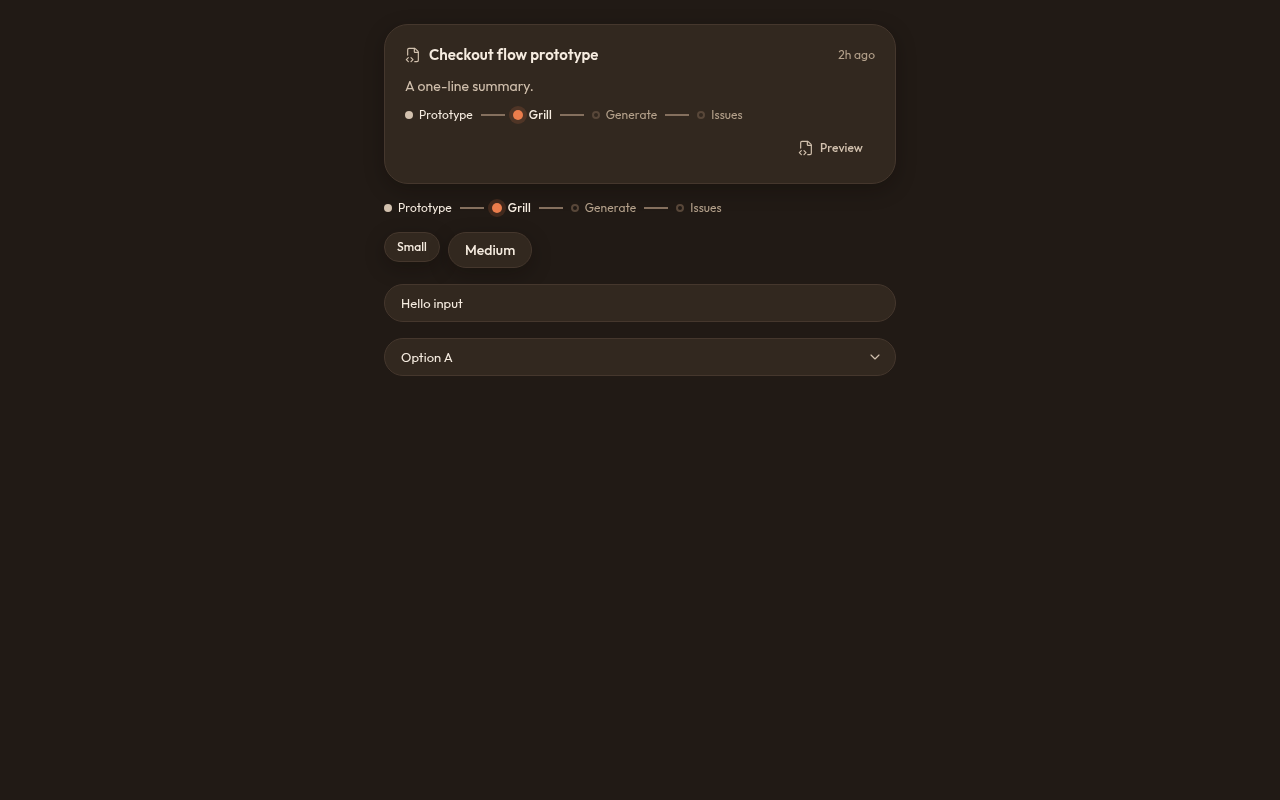 Checkout flow prototype 2h ago
A one-line summary.
Prototype Grill Generate Issues
Preview
Prototype Grill Generate Issues
Small Medium
Hello input
Option A